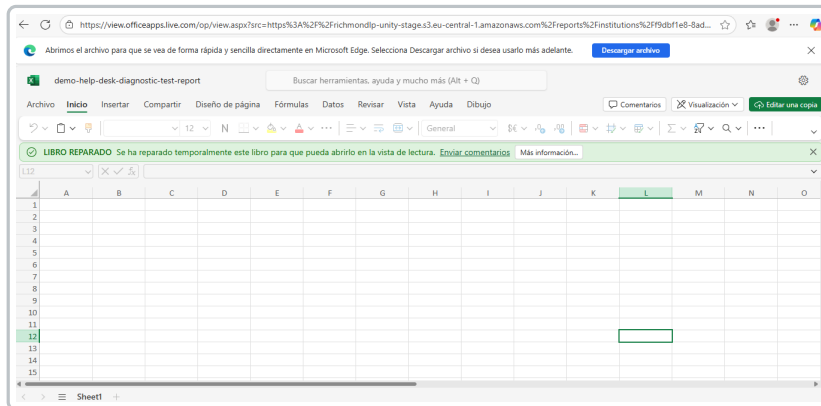 https://view.officeapps.live.com/op/view.aspx?src=https%3A%2F%2Frichmondlp-unity-stage.s3.eu-central-1.amazonaws.com%2Freports%2Finstitutions%2Ff9dbf1e8-8ad...
Abrimos el archivo para que se vea de forma rápida y sencilla directamente en Microsoft Edge. Selecciona Descargar archivo si desea usarlo más adelante. Descargar archivo
demo-help-desk-diagnostic-test-report Buscar herramientas, ayuda y mucho más (Alt + Q)
Archivo Inicio Insertar Compartir Diseño de página Fórmulas Datos Revisar Vista Ayuda Dibujo Comentarios Visualización Editar una copia
12 N A General $€
LIBRO REPARADO Se ha reparado temporalmente este libro para que pueda abrirlo en la vista de lectura. Enviar comentarios Más información...
L12 fx
A B C D E F G H I J K L M N O
1
2
3
4
5
6
7
8
9
10
11
12
13
14
15
Sheet1